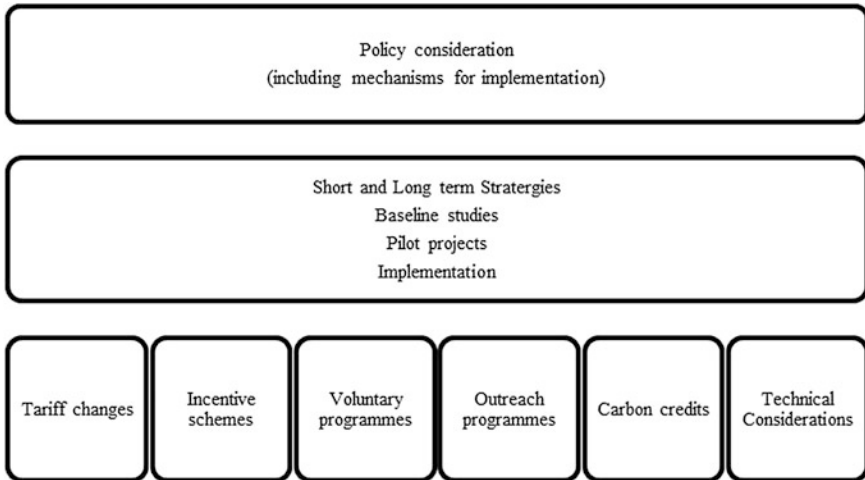 Policy consideration
(including mechanisms for implementation)
Short and Long term Stratergies
Baseline studies
Pilot projects
Implementation
Tariff changes
Incentive
schemes
Voluntary
programmes
Outreach
programmes
Carbon credits
Technical
Considerations